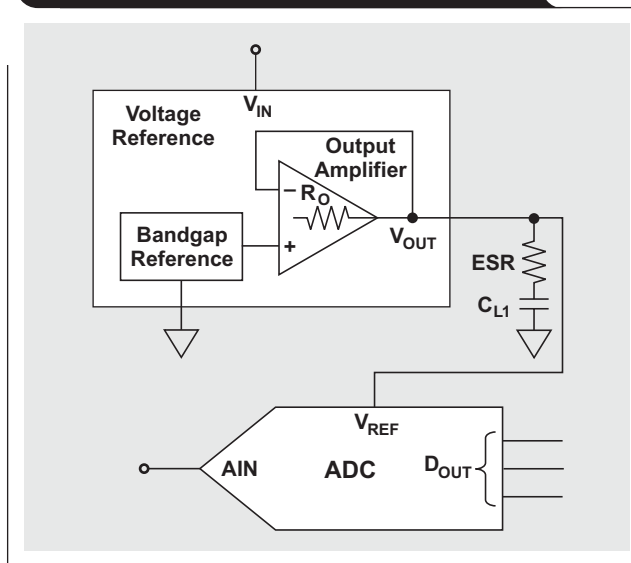 V_IN
Voltage
Reference
Output
Amplifier
− R_O
+
Bandgap
Reference
V_OUT
ESR
C_L1
V_REF
AIN
ADC
D_OUT